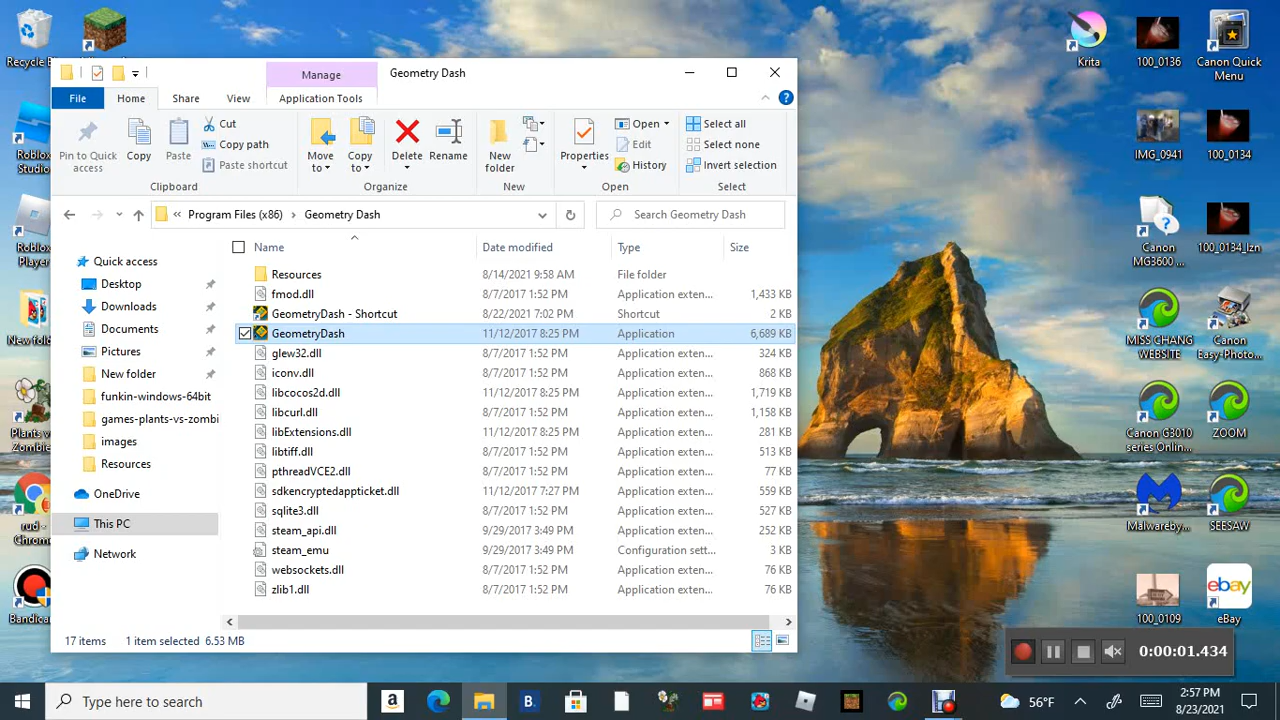 Recycle B
Roblox
Studio
Roblox
Player
New fold
Plants v
Zombie
rud -
Chrom
Bandica
Manage
Geometry Dash
File
Home
Share
View
Application Tools
Pin to Quick
access
Copy
Paste
Cut
Copy path
Paste shortcut
Clipboard
Move
to
Copy
to
Delete
Rename
Organize
New
folder
New
Properties
Open
Edit
History
Open
Select all
Select none
Invert selection
Select
« Program Files (x86) > Geometry Dash
Search Geometry Dash
Quick access
Desktop
Downloads
Documents
Pictures
New folder
funkin-windows-64bit
games-plants-vs-zombi
images
Resources
OneDrive
This PC
Network
Name Date modified Type Size
Resources 8/14/2021 9:58 AM File folder
fmod.dll 8/7/2017 1:52 PM Application exten... 1,433 KB
GeometryDash - Shortcut 8/22/2021 7:02 PM Shortcut 2 KB
GeometryDash 11/12/2017 8:25 PM Application 6,689 KB
glew32.dll 8/7/2017 1:52 PM Application exten... 324 KB
iconv.dll 8/7/2017 1:52 PM Application exten... 868 KB
libcocos2d.dll 11/12/2017 8:25 PM Application exten... 1,719 KB
libcurl.dll 8/7/2017 1:52 PM Application exten... 1,158 KB
libExtensions.dll 11/12/2017 8:25 PM Application exten... 281 KB
libtiff.dll 8/7/2017 1:52 PM Application exten... 513 KB
pthreadVCE2.dll 8/7/2017 1:52 PM Application exten... 77 KB
sdkencryptedappticket.dll 11/12/2017 7:27 PM Application exten... 559 KB
sqlite3.dll 8/7/2017 1:52 PM Application exten... 527 KB
steam_api.dll 9/29/2017 3:49 PM Application exten... 252 KB
steam_emu 9/29/2017 3:49 PM Configuration sett... 3 KB
websockets.dll 8/7/2017 1:52 PM Application exten... 76 KB
zlib1.dll 8/7/2017 1:52 PM Application exten... 76 KB
17 items 1 item selected 6.53 MB
Krita
100_0136
Canon Quick
Menu
IMG_0941
100_0134
Canon
MG3600 ...
100_0134_lzn
MISS CHANG
WEBSITE
Canon
Easy-Photo...
Canon G3010
series Onlin...
ZOOM
Malwareby...
SEESAW
100_0109
ebay
eBay
0:00:01.434
Type here to search
a
B
56°F
2:57 PM
8/23/2021